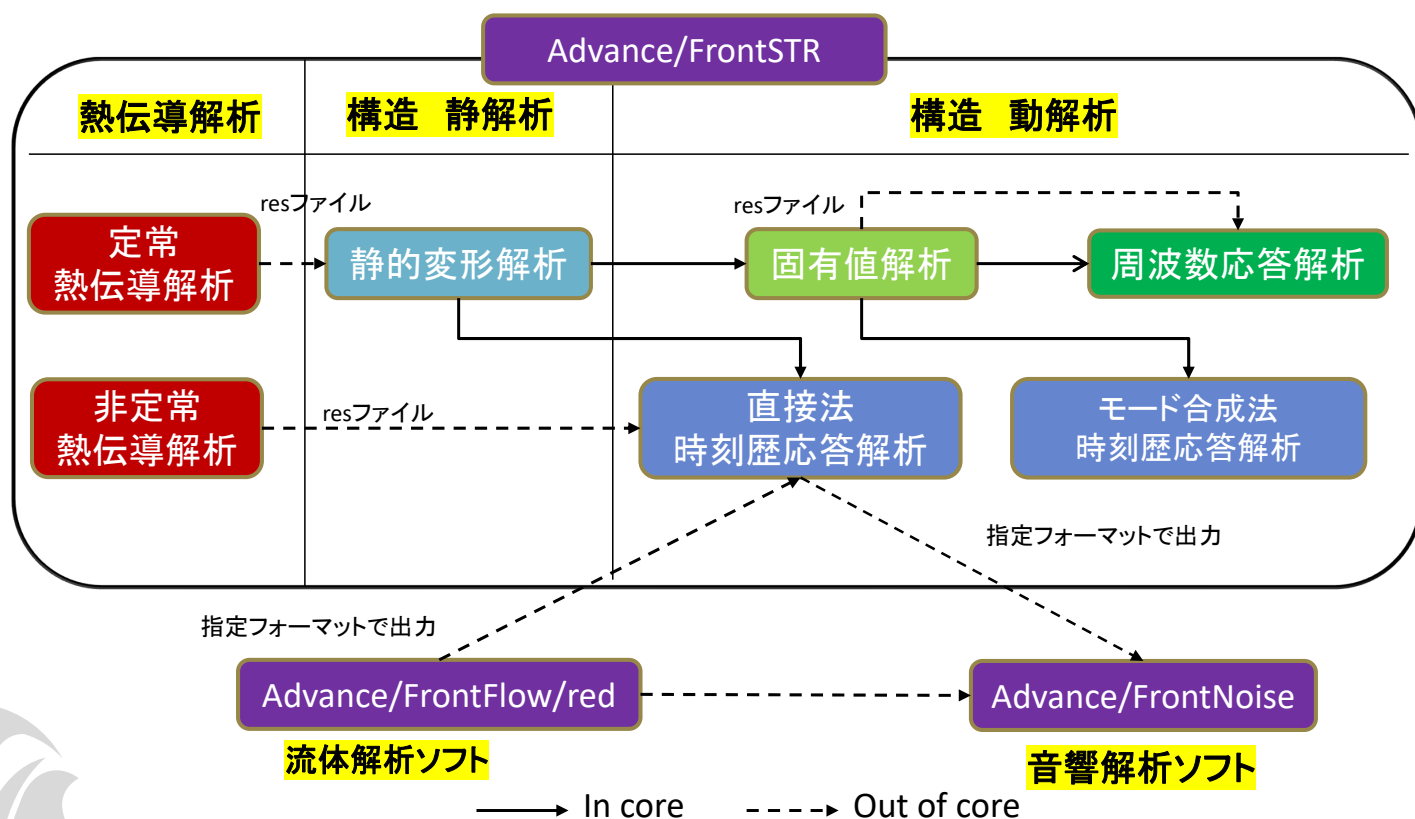 Advance/FrontSTR
熱伝導解析
構造 静解析
構造 動解析
resファイル
resファイル
定常
熱伝導解析
静的変形解析
固有値解析
周波数応答解析
非定常
熱伝導解析
resファイル
直接法
時刻歴応答解析
モード合成法
時刻歴応答解析
指定フォーマットで出力
指定フォーマットで出力
Advance/FrontFlow/red
Advance/FrontNoise
流体解析ソフト
音響解析ソフト
In core
Out of core